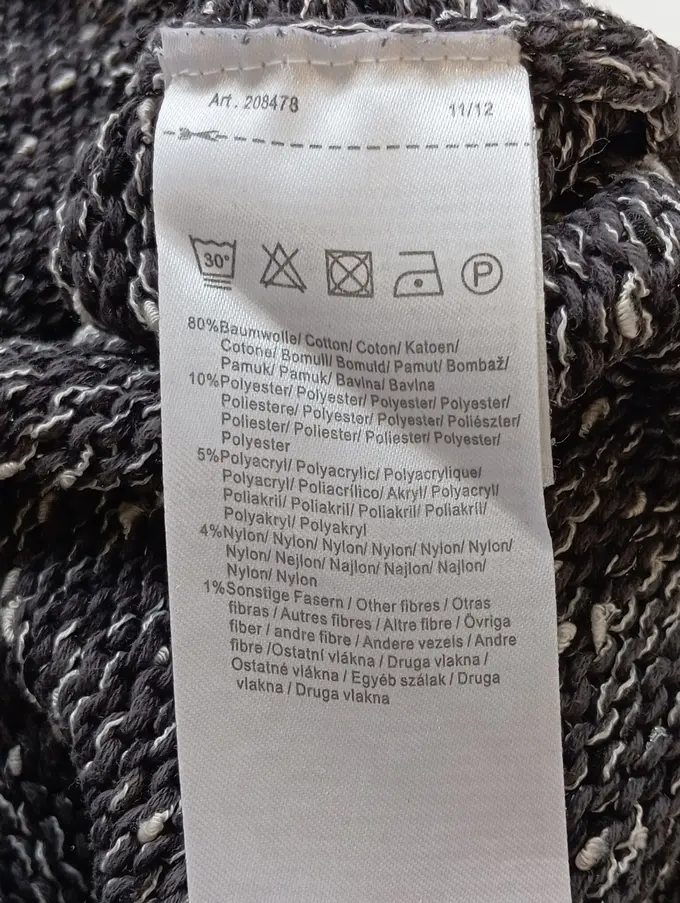 Art. 208478 11/12
30°
P
80%Baumwolle/ Cotton/ Coton/ Katoen/
Cotone/ Bomull/ Bomuld/ Pamut/ Bombaž/
Pamuk/ Pamuk/ Bavlna/ Bavlna
10%Polyester/ Polyester/ Polyester/ Polyester/
Poliestere/ Polyester/ Polyester/ Poliészter/
Poliester/ Poliester/ Poliester/ Polyester/
Polyester
5%Polyacryl/ Polyacrylic/ Polyacrylique/
Polyacryl/ Poliacrílico/ Akryl/ Polyacryl/
Poliakril/ Poliakril/ Poliakril/ Poliakril/
Polyakryl/ Polyakryl
4%Nylon/ Nylon/ Nylon/ Nylon/ Nylon/ Nylon/
Nylon/ Nejlon/ Najlon/ Najlon/ Najlon/
Nylon/ Nylon
1%Sonstige Fasern / Other fibres / Otras
fibras / Autres fibres / Altre fibre / Övriga
fiber / andre fibre / Andere vezels / Andre
fibre /Ostatní vlákna / Druga vlakna /
Ostatné vlákna / Egyéb szálak / Druga
vlakna / Druga vlakna